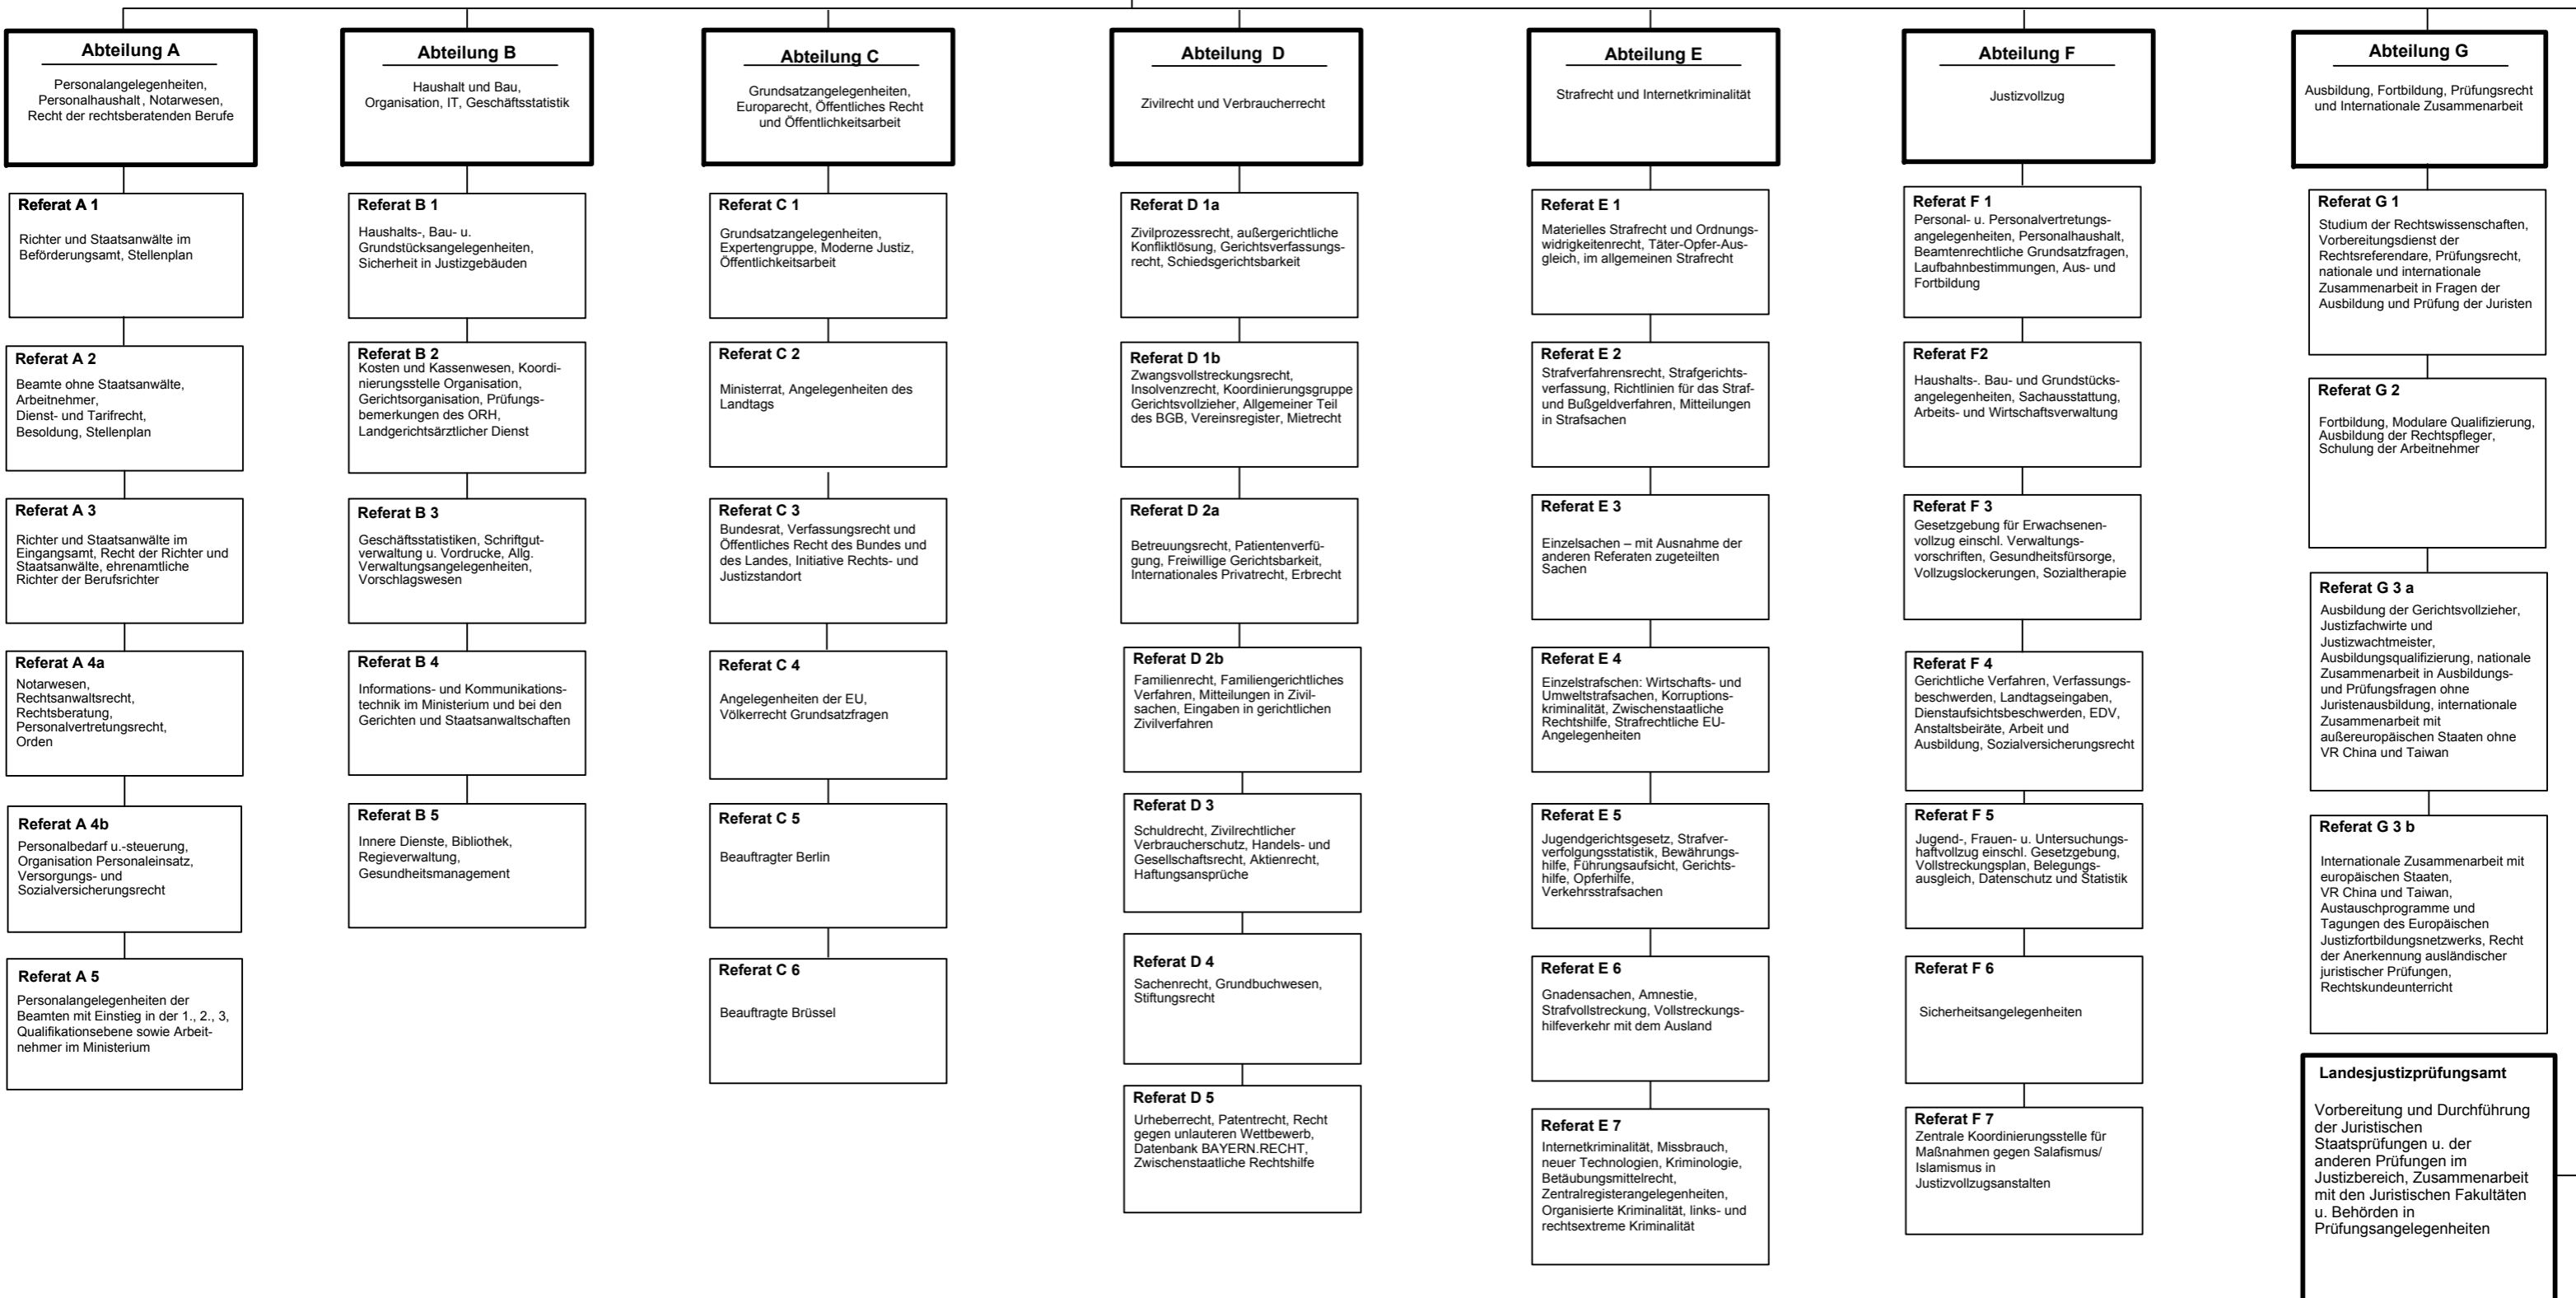 Abteilung A
Personalangelegenheiten,
Personalhaushalt, Notarwesen,
Recht der rechtsberatenden Berufe
Referat A 1
Richter und Staatsanwälte im
Beförderungsamt, Stellenplan
Referat A 2
Beamte ohne Staatsanwälte,
Arbeitnehmer,
Dienst- und Tarifrecht,
Besoldung, Stellenplan
Referat A 3
Richter und Staatsanwälte im
Eingangsamt, Recht der Richter und
Staatsanwälte, ehrenamtliche
Richter der Berufsrichter
Referat A 4a
Notarwesen,
Rechtsanwaltsrecht,
Rechtsberatung,
Personalvertretungsrecht,
Orden
Referat A 4b
Personalbedarf u.-steuerung,
Organisation Personaleinsatz,
Versorgungs- und
Sozialversicherungsrecht
Referat A 5
Personalangelegenheiten der
Beamten mit Einstieg in der 1., 2., 3,
Qualifikationsebene sowie Arbeit-
nehmer im Ministerium
Abteilung B
Haushalt und Bau,
Organisation, IT, Geschäftsstatistik
Referat B 1
Haushalts-, Bau- u.
Grundstücksangelegenheiten,
Sicherheit in Justizgebäuden
Referat B 2
Kosten und Kassenwesen, Koordi-
nierungsstelle Organisation,
Gerichtsorganisation, Prüfungs-
bemerkungen des ORH,
Landgerichtsärztlicher Dienst
Referat B 3
Geschäftsstatistiken, Schriftgut-
verwaltung u. Vordrucke, Allg.
Verwaltungsangelegenheiten,
Vorschlagswesen
Referat B 4
Informations- und Kommunikations-
technik im Ministerium und bei den
Gerichten und Staatsanwaltschaften
Referat B 5
Innere Dienste, Bibliothek,
Regieverwaltung,
Gesundheitsmanagement
Abteilung C
Grundsatzangelegenheiten,
Europarecht, Öffentliches Recht
und Öffentlichkeitsarbeit
Referat C 1
Grundsatzangelegenheiten,
Expertengruppe, Moderne Justiz,
Öffentlichkeitsarbeit
Referat C 2
Ministerrat, Angelegenheiten des
Landtags
Referat C 3
Bundesrat, Verfassungsrecht und
Öffentliches Recht des Bundes und
des Landes, Initiative Rechts- und
Justizstandort
Referat C 4
Angelegenheiten der EU,
Völkerrecht Grundsatzfragen
Referat C 5
Beauftragter Berlin
Referat C 6
Beauftragte Brüssel
Abteilung D
Zivilrecht und Verbraucherrecht
Referat D 1a
Zivilprozessrecht, außergerichtliche
Konfliktlösung, Gerichtsverfassungs-
recht, Schiedsgerichtsbarkeit
Referat D 1b
Zwangsvollstreckungsrecht,
Insolvenzrecht, Koordinierungsgruppe
Gerichtsvollzieher, Allgemeiner Teil
des BGB, Vereinsregister, Mietrecht
Referat D 2a
Betreuungsrecht, Patientenverfü-
gung, Freiwillige Gerichtsbarkeit,
Internationales Privatrecht, Erbrecht
Referat D 2b
Familienrecht, Familiengerichtliches
Verfahren, Mitteilungen in Zivil-
sachen, Eingaben in gerichtlichen
Zivilverfahren
Referat D 3
Schuldrecht, Zivilrechtlicher
Verbraucherschutz, Handels- und
Gesellschaftsrecht, Aktienrecht,
Haftungsansprüche
Referat D 4
Sachenrecht, Grundbuchwesen,
Stiftungsrecht
Referat D 5
Urheberrecht, Patentrecht, Recht
gegen unlauteren Wettbewerb,
Datenbank BAYERN.RECHT,
Zwischenstaatliche Rechtshilfe
Abteilung E
Strafrecht und Internetkriminalität
Referat E 1
Materielles Strafrecht und Ordnungs-
widrigkeitenrecht, Täter-Opfer-Aus-
gleich, im allgemeinen Strafrecht
Referat E 2
Strafverfahrensrecht, Strafgerichts-
verfassung, Richtlinien für das Straf-
und Bußgeldverfahren, Mitteilungen
in Strafsachen
Referat E 3
Einzelsachen – mit Ausnahme der
anderen Referaten zugeteilten
Sachen
Referat E 4
Einzelstrafschen: Wirtschafts- und
Umweltstrafsachen, Korruptions-
kriminalität, Zwischenstaatliche
Rechtshilfe, Strafrechtliche EU-
Angelegenheiten
Referat E 5
Jugendgerichtsgesetz, Strafver-
verfolgungsstatistik, Bewährungs-
hilfe, Führungsaufsicht, Gerichts-
hilfe, Opferhilfe,
Verkehrsstrafsachen
Referat E 6
Gnadensachen, Amnestie,
Strafvollstreckung, Vollstreckungs-
hilfeverkehr mit dem Ausland
Referat E 7
Internetkriminalität, Missbrauch,
neuer Technologien, Kriminologie,
Betäubungsmittelrecht,
Zentralregisterangelegenheiten,
Organisierte Kriminalität, links- und
rechtsextreme Kriminalität
Abteilung F
Justizvollzug
Referat F 1
Personal- u. Personalvertretungs-
angelegenheiten, Personalhaushalt,
Beamtenrechtliche Grundsatzfragen,
Laufbahnbestimmungen, Aus- und
Fortbildung
Referat F2
Haushalts-. Bau- und Grundstücks-
angelegenheiten, Sachausstattung,
Arbeits- und Wirtschaftsverwaltung
Referat F 3
Gesetzgebung für Erwachsenen-
vollzug einschl. Verwaltungs-
vorschriften, Gesundheitsfürsorge,
Vollzugslockerungen, Sozialtherapie
Referat F 4
Gerichtliche Verfahren, Verfassungs-
beschwerden, Landtagseingaben,
Dienstaufsichtsbeschwerden, EDV,
Anstaltsbeiräte, Arbeit und
Ausbildung, Sozialversicherungsrecht
Referat F 5
Jugend-, Frauen- u. Untersuchungs-
haftvollzug einschl. Gesetzgebung,
Vollstreckungsplan, Belegungs-
ausgleich, Datenschutz und Statistik
Referat F 6
Sicherheitsangelegenheiten
Referat F 7
Zentrale Koordinierungsstelle für
Maßnahmen gegen Salafismus/
Islamismus in
Justizvollzugsanstalten
Abteilung G
Ausbildung, Fortbildung, Prüfungsrecht
und Internationale Zusammenarbeit
Referat G 1
Studium der Rechtswissenschaften,
Vorbereitungsdienst der
Rechtsreferendare, Prüfungsrecht,
nationale und internationale
Zusammenarbeit in Fragen der
Ausbildung und Prüfung der Juristen
Referat G 2
Fortbildung, Modulare Qualifizierung,
Ausbildung der Rechtspfleger,
Schulung der Arbeitnehmer
Referat G 3 a
Ausbildung der Gerichtsvollzieher,
Justizfachwirte und
Justizwachtmeister,
Ausbildungsqualifizierung, nationale
Zusammenarbeit in Ausbildungs-
und Prüfungsfragen ohne
Juristenausbildung, internationale
Zusammenarbeit mit
außereuropäischen Staaten ohne
VR China und Taiwan
Referat G 3 b
Internationale Zusammenarbeit mit
europäischen Staaten,
VR China und Taiwan,
Austauschprogramme und
Tagungen des Europäischen
Justizfortbildungsnetzwerks, Recht
der Anerkennung ausländischer
juristischer Prüfungen,
Rechtskundeunterricht
Landesjustizprüfungsamt
Vorbereitung und Durchführung
der Juristischen
Staatsprüfungen u. der
anderen Prüfungen im
Justizbereich, Zusammenarbeit
mit den Juristischen Fakultäten
u. Behörden in
Prüfungsangelegenheiten